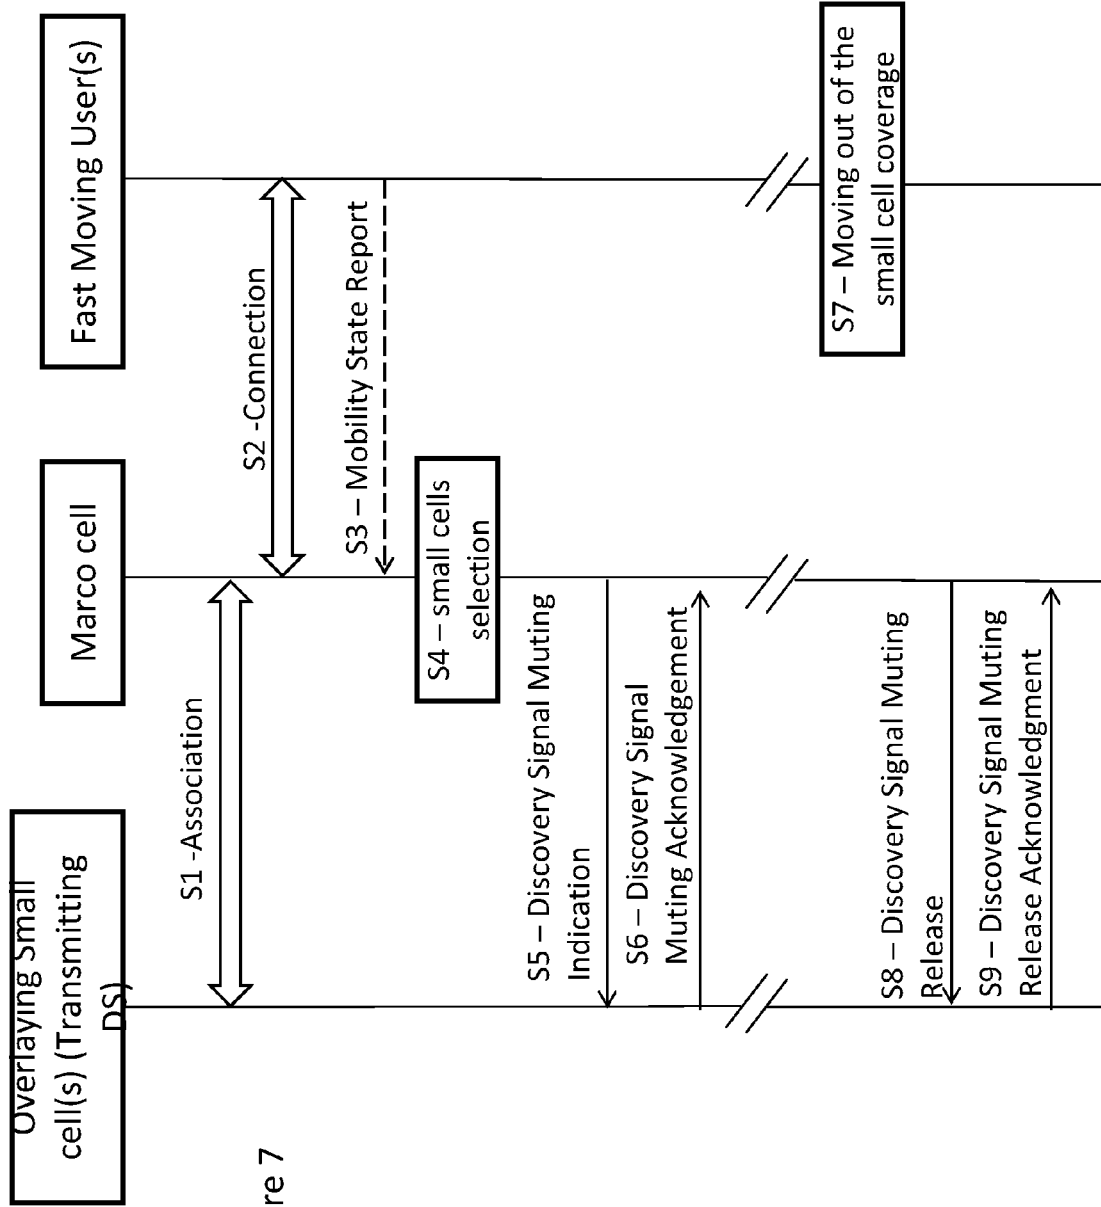 Overlaying Small
cell(s) (Transmitting
DS)
Marco cell
Fast Moving User(s)
S1 -Association
S2 -Connection
S3 – Mobility State Report
S4 – small cells
selection
S5 – Discovery Signal Muting
Indication
S6 – Discovery Signal
Muting Acknowledgement
S7 – Moving out of the
small cell coverage
S8 – Discovery Signal Muting
Release
S9 – Discovery Signal Muting
Release Acknowledgment
re 7